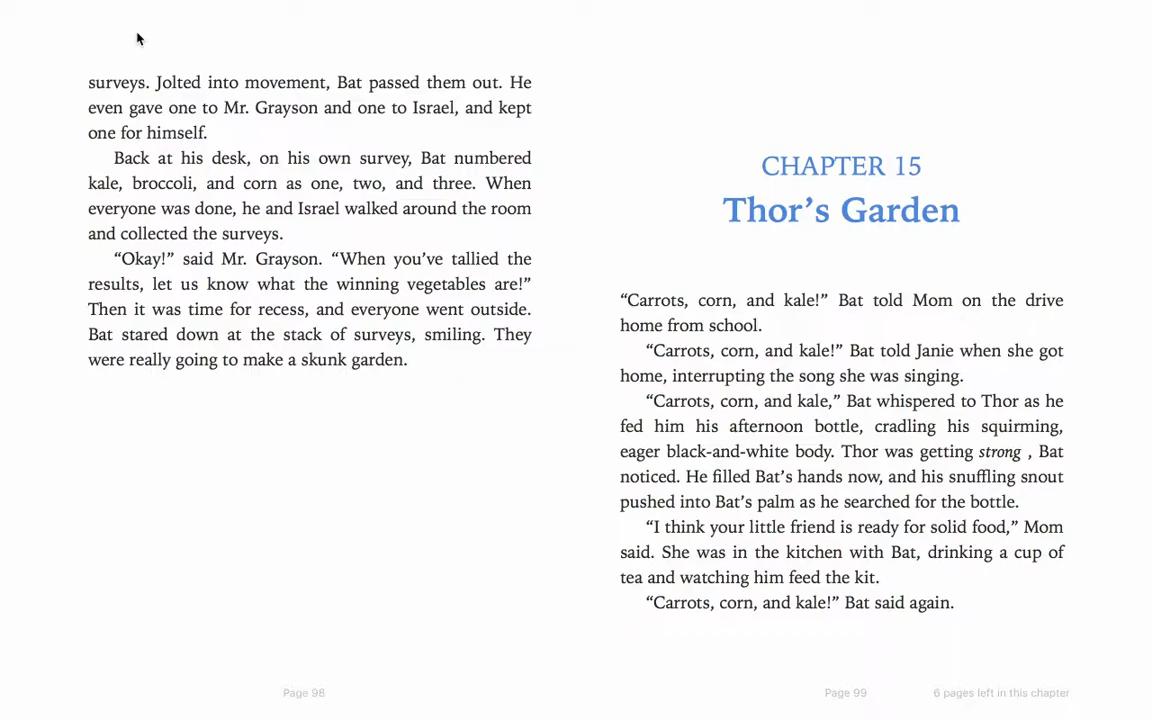 surveys. Jolted into movement, Bat passed them out. He
even gave one to Mr. Grayson and one to Israel, and kept
one for himself.
Back at his desk, on his own survey, Bat numbered
kale, broccoli, and corn as one, two, and three. When
everyone was done, he and Israel walked around the room
and collected the surveys.
“Okay!” said Mr. Grayson. “When you’ve tallied the
results, let us know what the winning vegetables are!”
Then it was time for recess, and everyone went outside.
Bat stared down at the stack of surveys, smiling. They
were really going to make a skunk garden.
Page 98
CHAPTER 15
Thor’s Garden
“Carrots, corn, and kale!” Bat told Mom on the drive
home from school.
“Carrots, corn, and kale!” Bat told Janie when she got
home, interrupting the song she was singing.
“Carrots, corn, and kale,” Bat whispered to Thor as he
fed him his afternoon bottle, cradling his squirming,
eager black-and-white body. Thor was getting strong , Bat
noticed. He filled Bat’s hands now, and his snuffling snout
pushed into Bat’s palm as he searched for the bottle.
“I think your little friend is ready for solid food,” Mom
said. She was in the kitchen with Bat, drinking a cup of
tea and watching him feed the kit.
“Carrots, corn, and kale!” Bat said again.
Page 99
6 pages left in this chapter